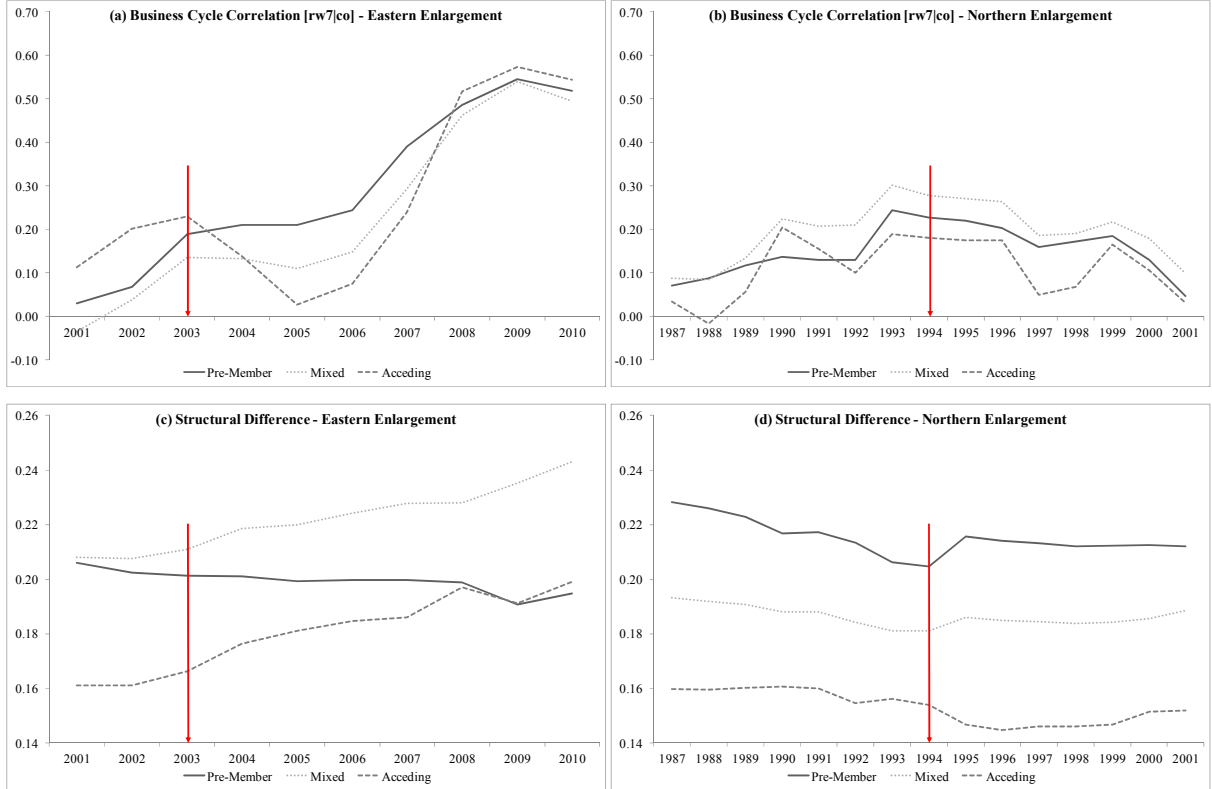 (a) Business Cycle Correlation [rw7|co] - Eastern Enlargement
0.70
0.60
0.50
0.40
0.30
0.20
0.10
0.00
-0.10
2001 2002 2003 2004 2005 2006 2007 2008 2009 2010
Pre-Member Mixed Acceding
(b) Business Cycle Correlation [rw7|co] - Northern Enlargement
0.70
0.60
0.50
0.40
0.30
0.20
0.10
0.00
-0.10
1987 1988 1989 1990 1991 1992 1993 1994 1995 1996 1997 1998 1999 2000 2001
Pre-Member Mixed Acceding
(c) Structural Difference - Eastern Enlargement
0.26
0.24
0.22
0.20
0.18
0.16
0.14
2001 2002 2003 2004 2005 2006 2007 2008 2009 2010
Pre-Member Mixed Acceding
(d) Structural Difference - Northern Enlargement
0.26
0.24
0.22
0.20
0.18
0.16
0.14
1987 1988 1989 1990 1991 1992 1993 1994 1995 1996 1997 1998 1999 2000 2001
Pre-Member Mixed Acceding